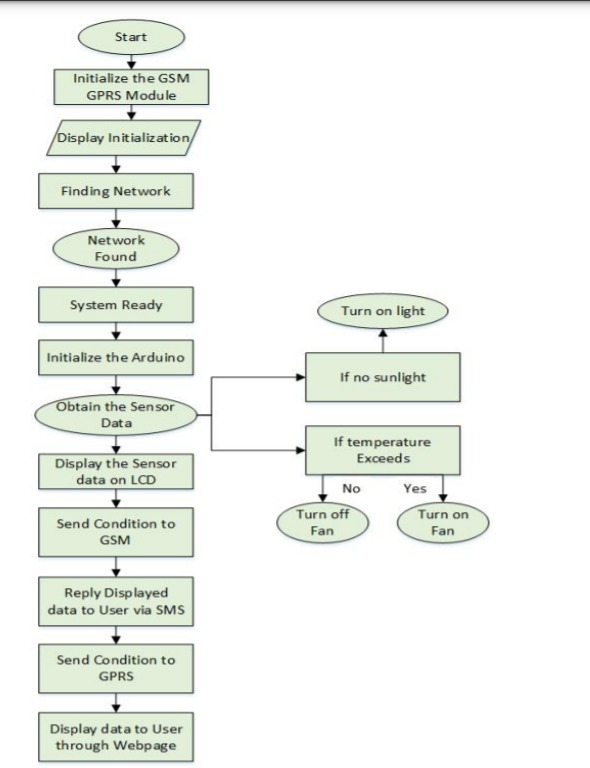 Start
Initialize the GSM
GPRS Module
Display Initialization
Finding Network
Network
Found
System Ready
Initialize the Arduino
Obtain the Sensor
Data
Display the Sensor
data on LCD
Send Condition to
GSM
Reply Displayed
data to User via SMS
Send Condition to
GPRS
Display data to User
through Webpage
Turn on light
If no sunlight
If temperature
Exceeds
No
Yes
Turn off
Fan
Turn on
Fan